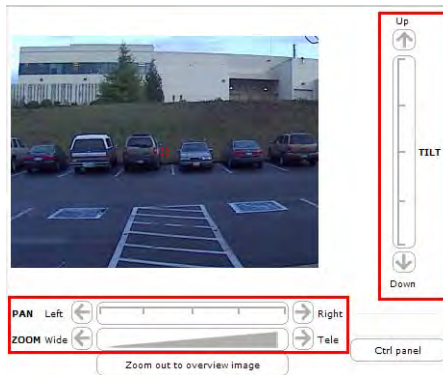 Up
TILT
Down
PAN Left Right
ZOOM Wide Tele
Ctrl panel
Zoom out to overview image